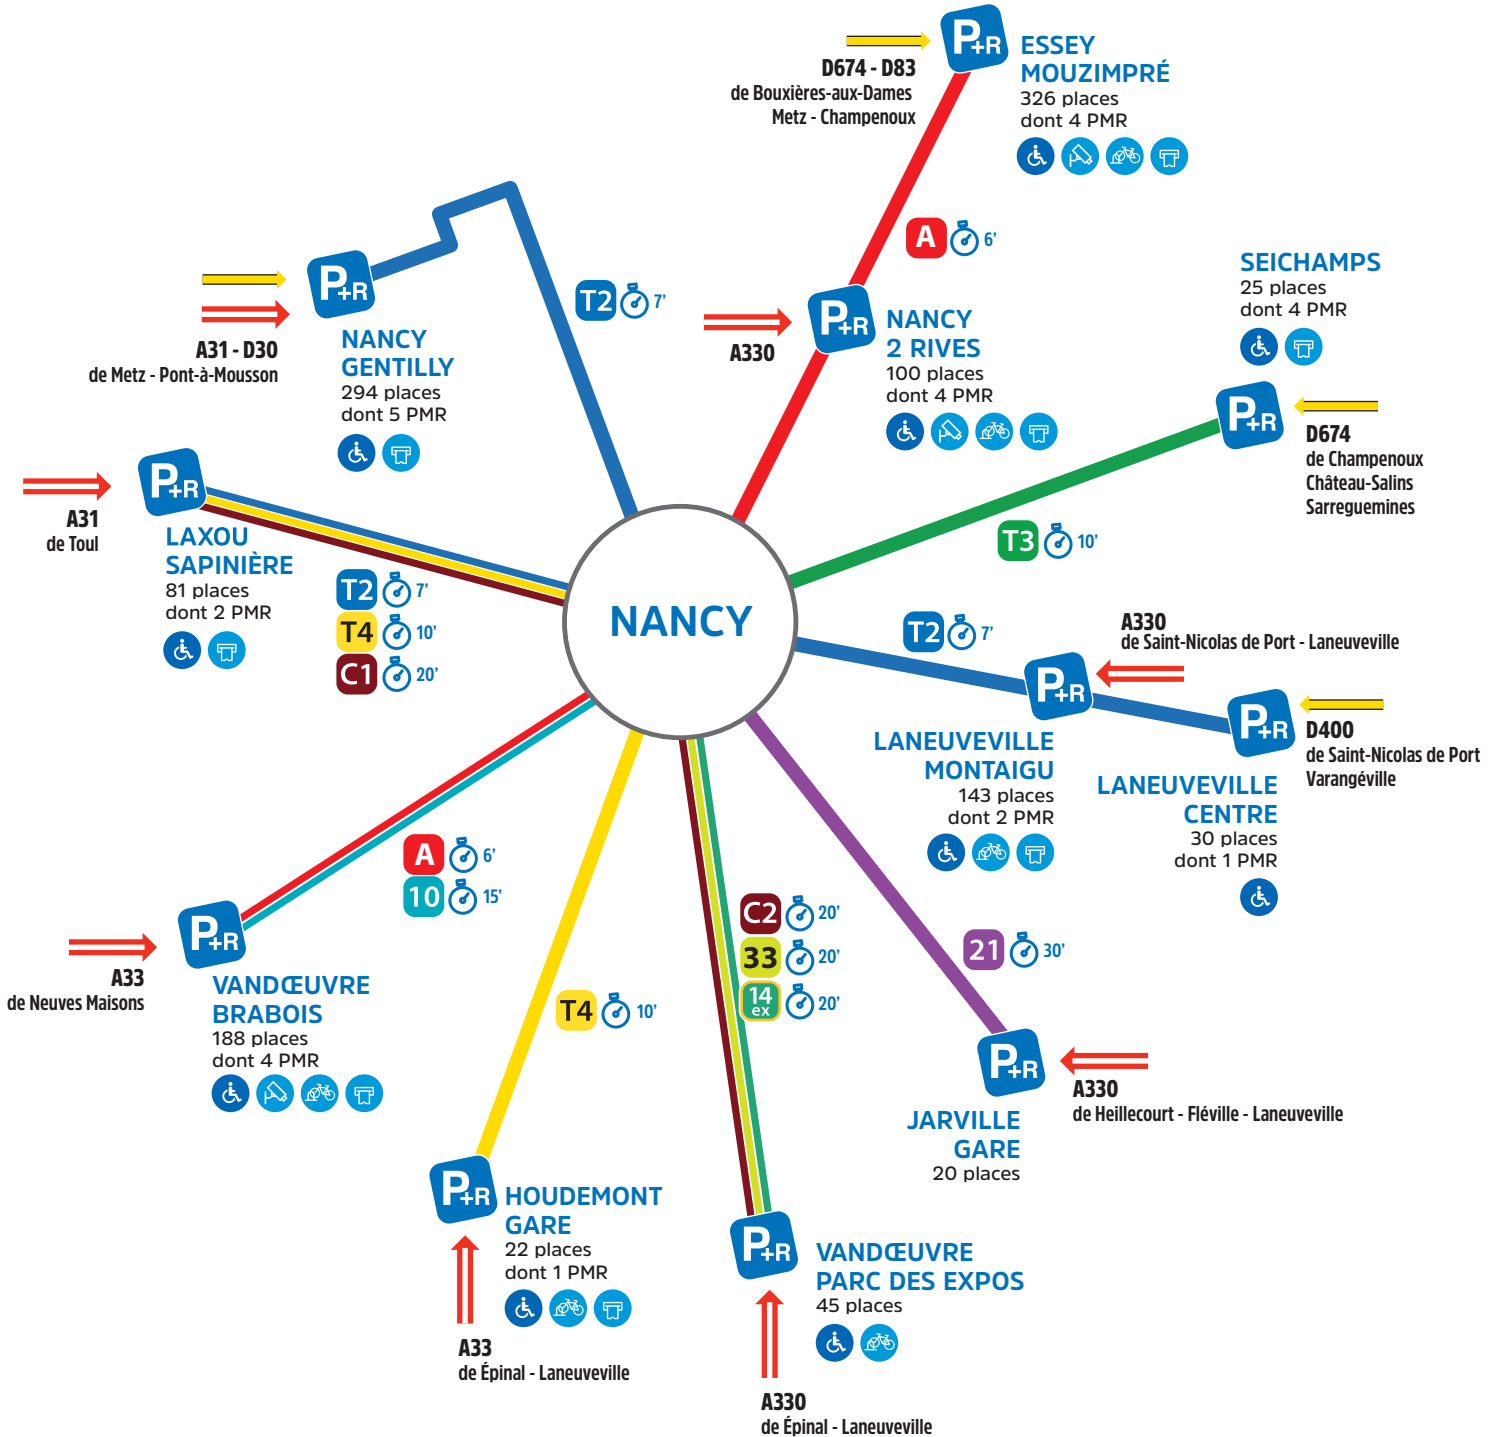 P+R
ESSEY
MOUZIMPRÉ
326 places
dont 4 PMR
D674 - D83
de Bouxières-aux-Dames
Metz - Champenoux
A 6'
P+R
NANCY
GENTILLY
294 places
dont 5 PMR
A31 - D30
de Metz - Pont-à-Mousson
T2 7'
P+R
NANCY
2 RIVES
100 places
dont 4 PMR
A330
SEICHAMPS
25 places
dont 4 PMR
P+R
D674
de Champenoux
Château-Salins
Sarreguemines
T3 10'
P+R
A31
de Toul
LAXOU
SAPINIÈRE
81 places
dont 2 PMR
T2 7'
T4 10'
C1 20'
NANCY
T2 7'
A330
de Saint-Nicolas de Port - Laneuveville
P+R
LANEUVEVILLE
MONTAIGU
143 places
dont 2 PMR
P+R
D400
de Saint-Nicolas de Port
Varangéville
LANEUVEVILLE
CENTRE
30 places
dont 1 PMR
A 6'
10 15'
P+R
A33
de Neuves Maisons
VANDŒUVRE
BRABOIS
188 places
dont 4 PMR
T4 10'
C2 20'
33 20'
14 ex 20'
21 30'
P+R
A330
de Heillecourt - Fléville - Laneuveville
JARVILLE
GARE
20 places
P+R
HOUDEMONT
GARE
22 places
dont 1 PMR
A33
de Épinal - Laneuveville
P+R
VANDŒUVRE
PARC DES EXPOS
45 places
A330
de Épinal - Laneuveville